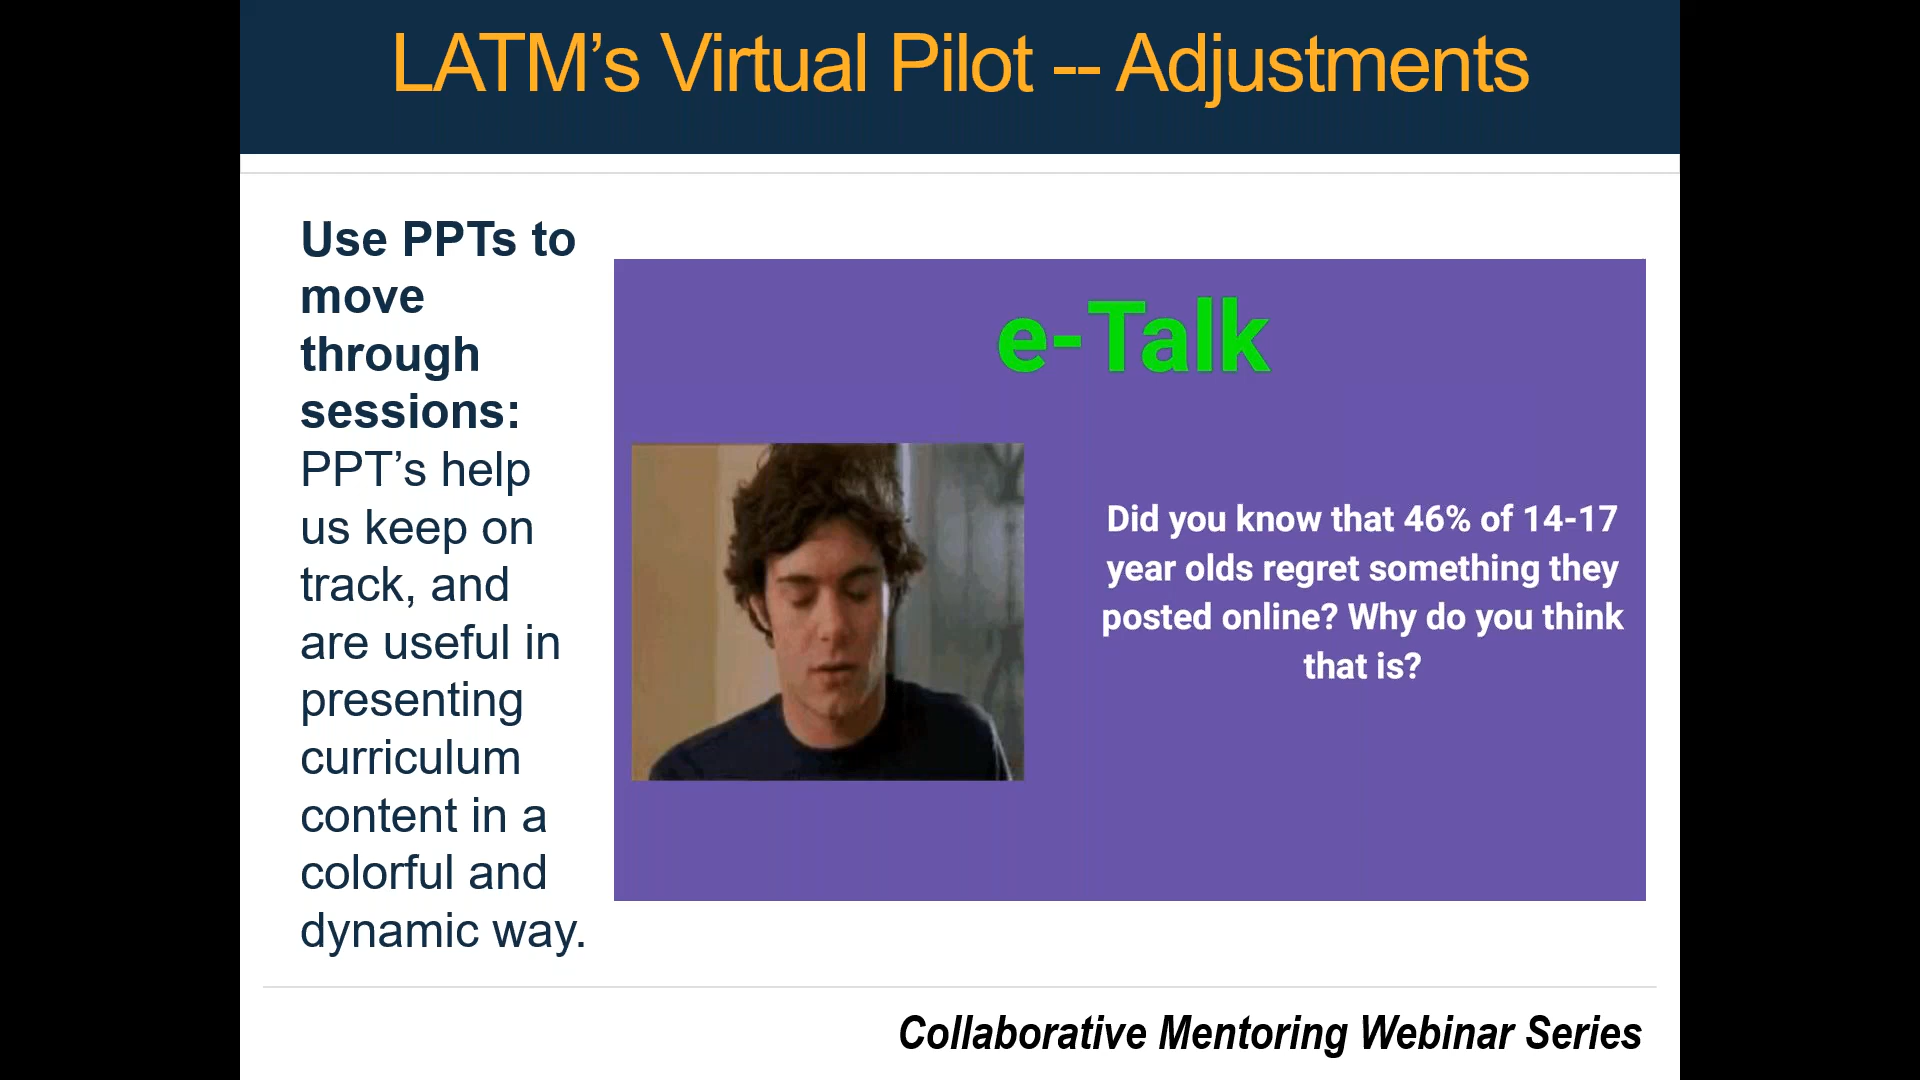 LATM’s Virtual Pilot -- Adjustments
Use PPTs to
move
through
sessions:
PPT’s help
us keep on
track, and
are useful in
presenting
curriculum
content in a
colorful and
dynamic way.
e-Talk
Did you know that 46% of 14-17
year olds regret something they
posted online? Why do you think
that is?
Collaborative Mentoring Webinar Series